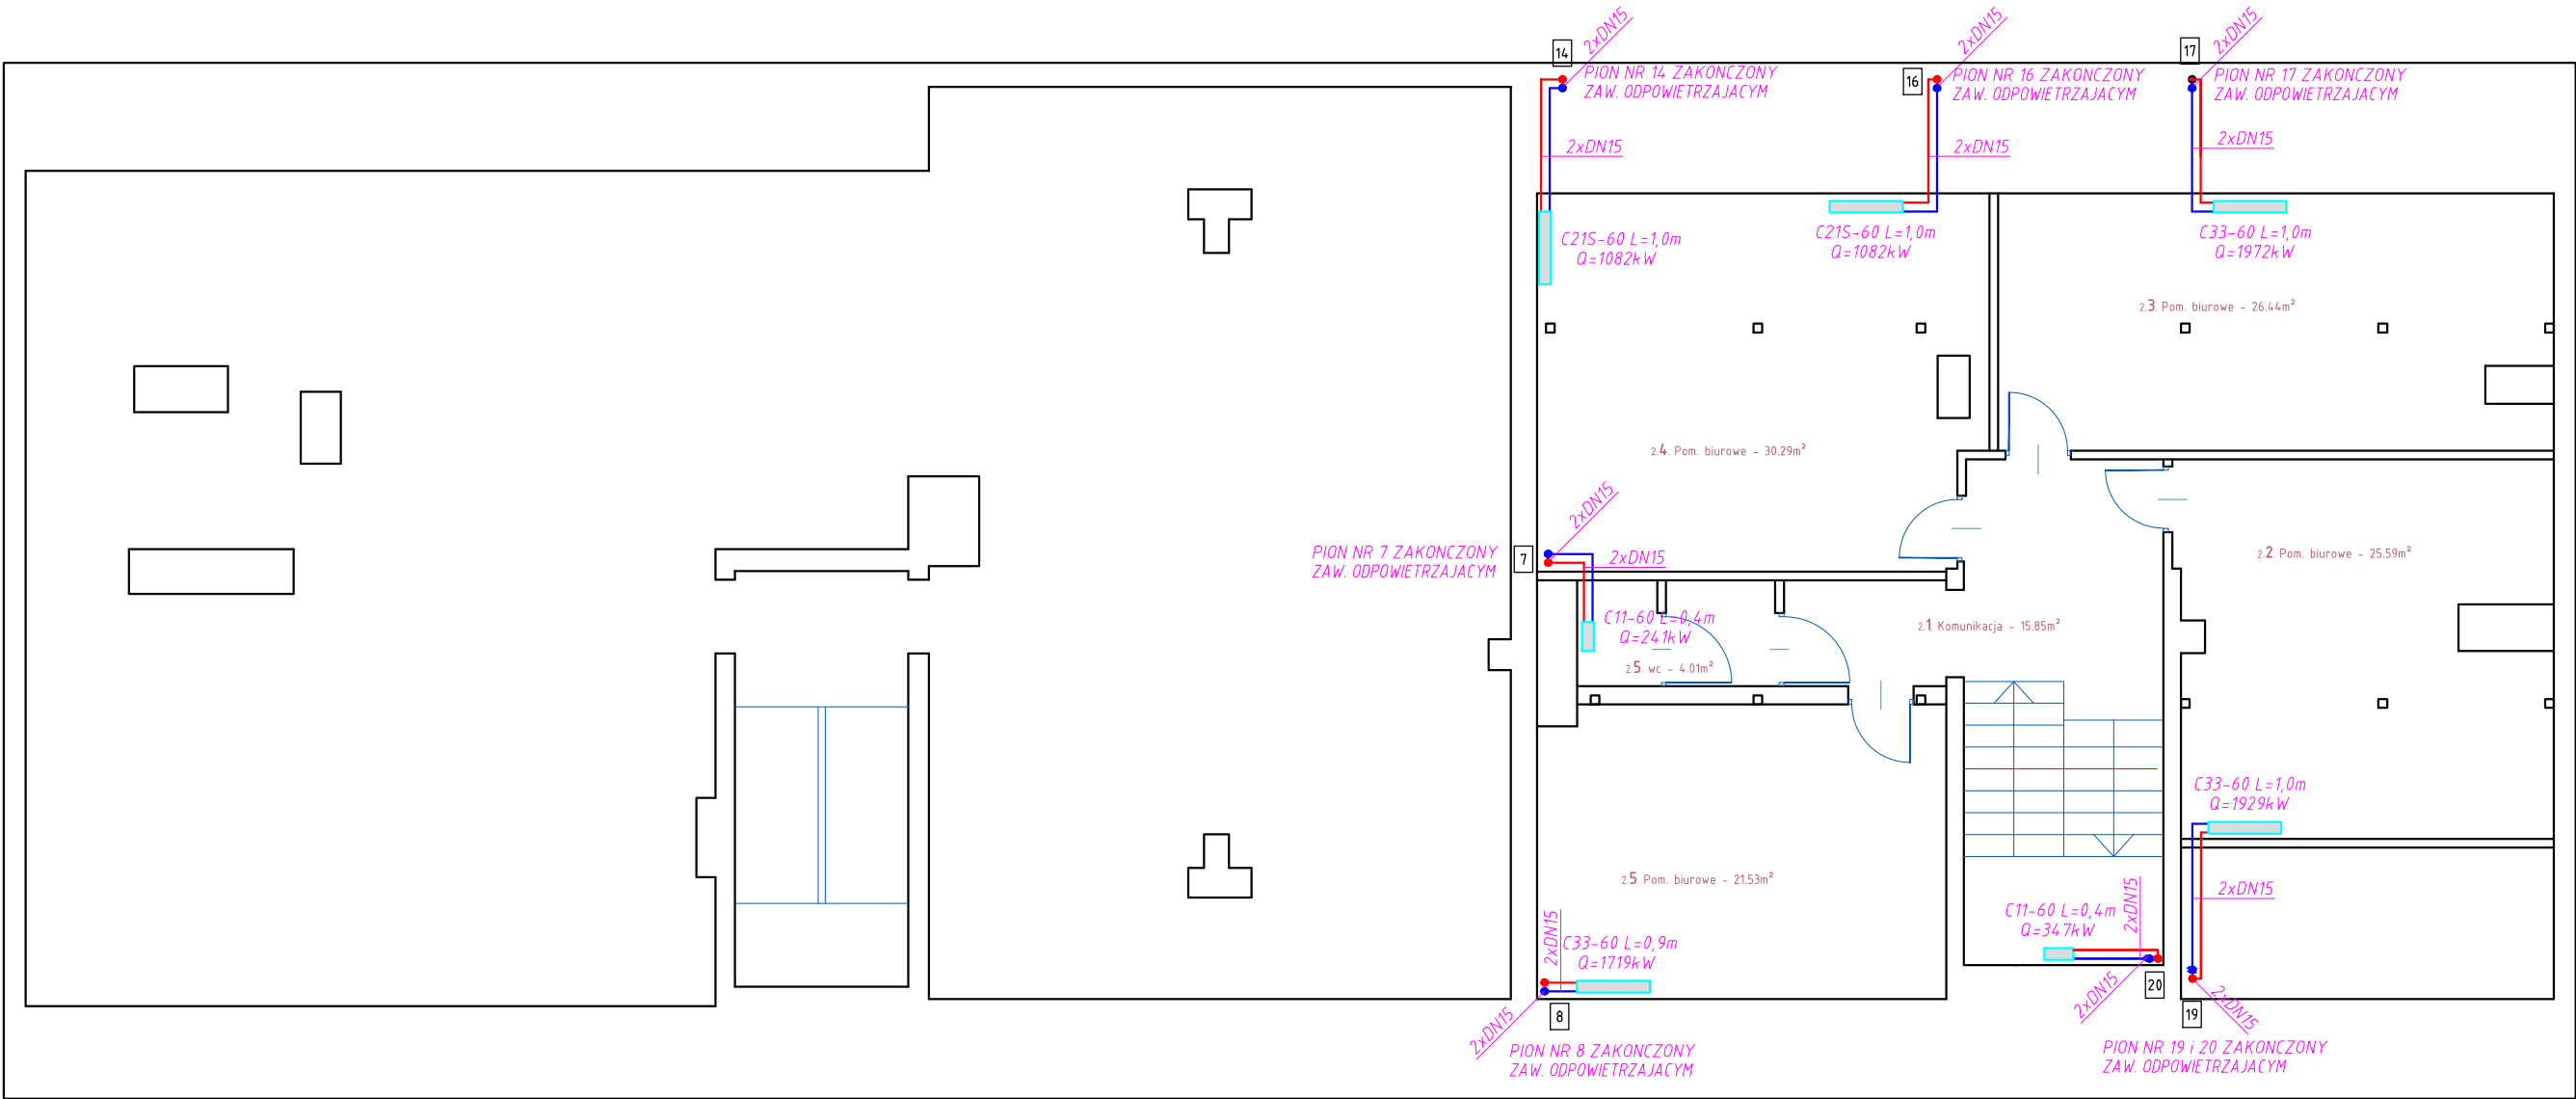 14
2xDN15
PION NR 14 ZAKONCZONY
ZAW. ODPOWIETRZAJACYM
2xDN15
C21S-60 L=1,0m
Q=1082kW
16
2xDN15
PION NR 16 ZAKONCZONY
ZAW. ODPOWIETRZAJACYM
2xDN15
C21S-60 L=1,0m
Q=1082kW
17
2xDN15
PION NR 17 ZAKONCZONY
ZAW. ODPOWIETRZAJACYM
2xDN15
C33-60 L=1,0m
Q=1972kW
2.3. Pom. biurowe - 26.44m²
2.4. Pom. biurowe - 30.29m²
2xDN15
PION NR 7 ZAKONCZONY
ZAW. ODPOWIETRZAJACYM
7
2xDN15
C11-60 L=0,4m
Q=241kW
2.5. wc - 4.01m²
2.1. Komunikacja - 15.85m²
2.2. Pom. biurowe - 25.59m²
C33-60 L=1,0m
Q=1929kW
2xDN15
2.5. Pom. biurowe - 21.53m²
2xDN15
C33-60 L=0,9m
Q=1719kW
2xDN15
8
PION NR 8 ZAKONCZONY
ZAW. ODPOWIETRZAJACYM
C11-60 L=0,4m
Q=347kW
2xDN15
2xDN15
20
19
2xDN15
PION NR 19 i 20 ZAKONCZONY
ZAW. ODPOWIETRZAJACYM